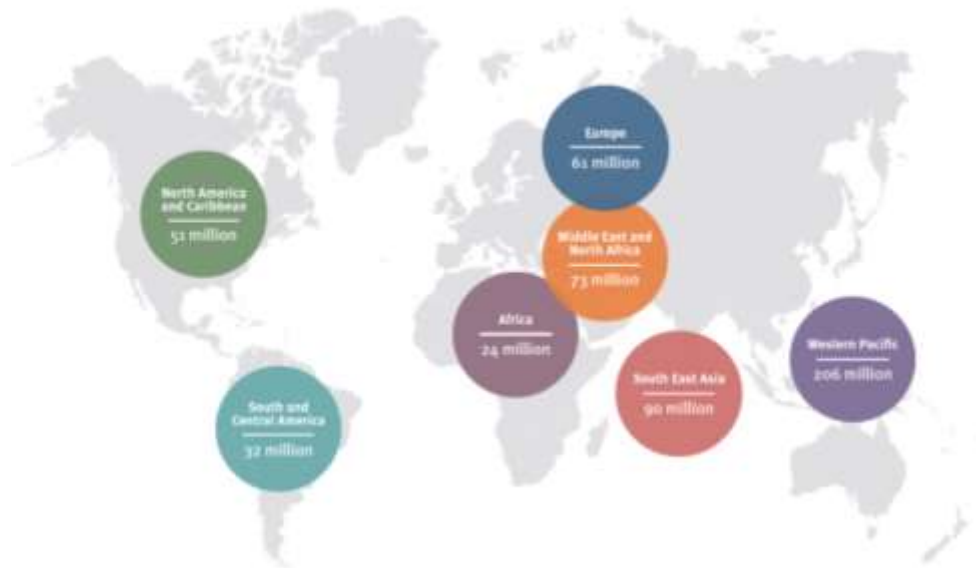 Europe
61 million
North America
and Caribbean
51 million
Middle East and
North Africa
73 million
Africa
24 million
Western Pacific
206 million
South East Asia
90 million
South and
Central America
32 million